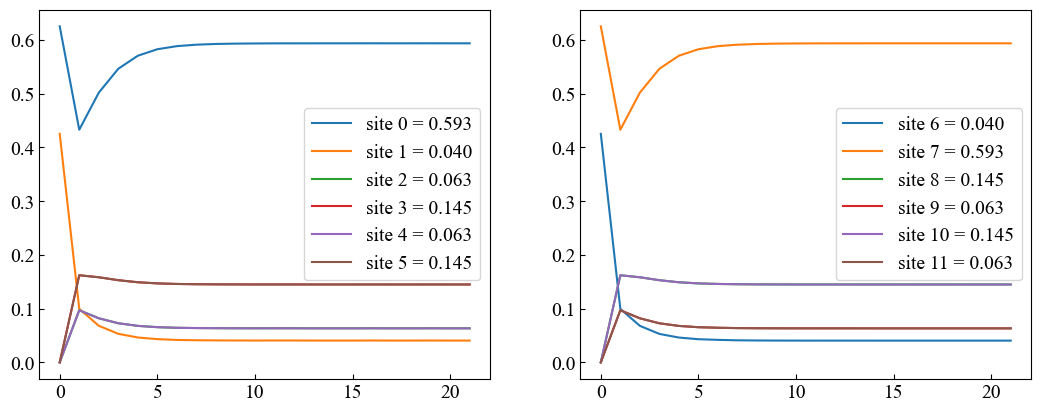 0.6
0.5
0.4
0.3
0.2
0.1
0.0
0 5 10 15 20
site 0 = 0.593
site 1 = 0.040
site 2 = 0.063
site 3 = 0.145
site 4 = 0.063
site 5 = 0.145
0.6
0.5
0.4
0.3
0.2
0.1
0.0
0 5 10 15 20
site 6 = 0.040
site 7 = 0.593
site 8 = 0.145
site 9 = 0.063
site 10 = 0.145
site 11 = 0.063